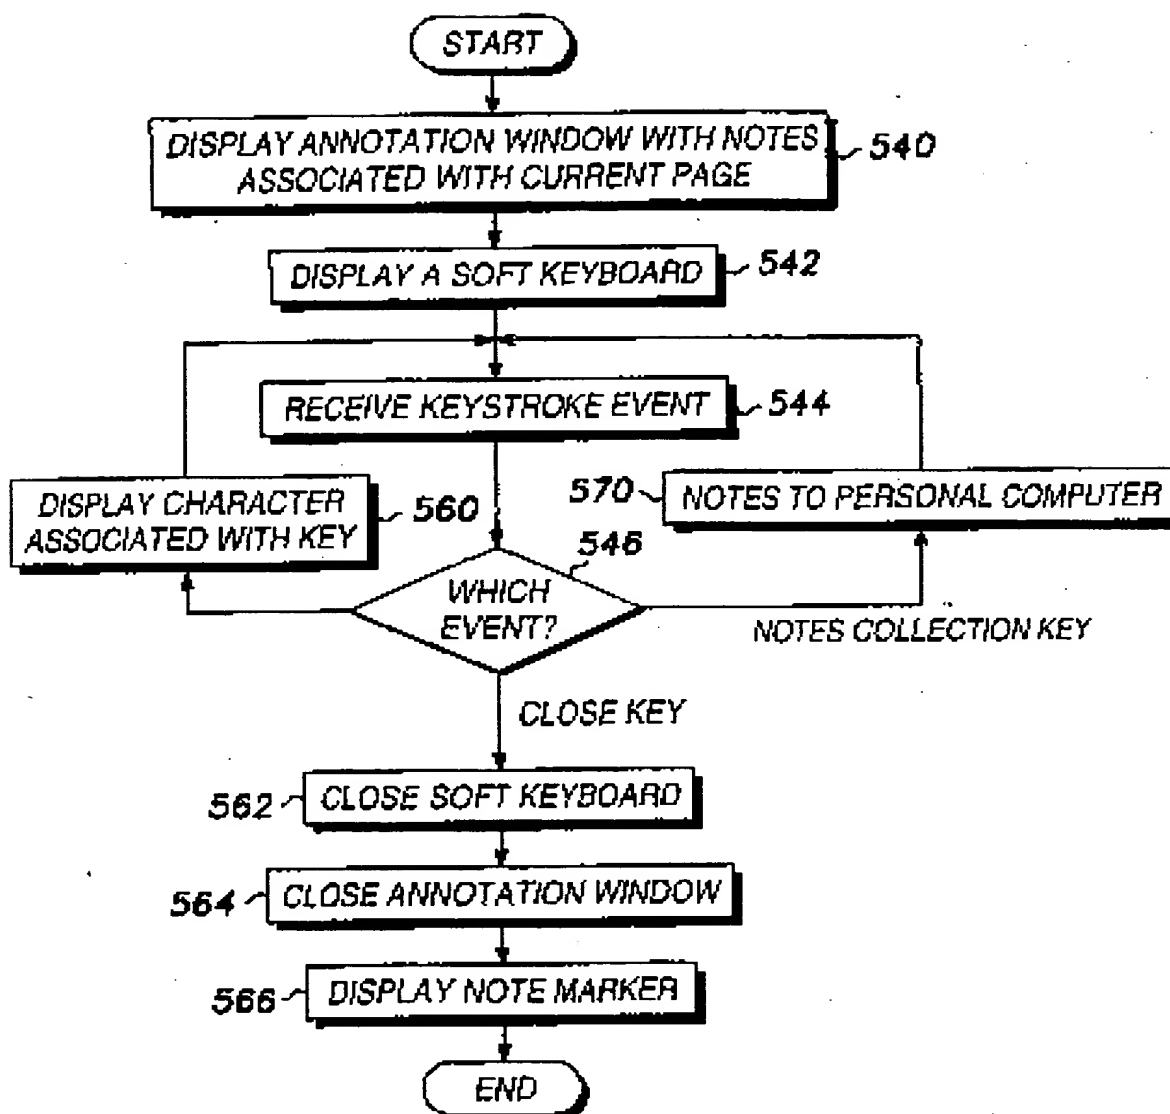 START
DISPLAY ANNOTATION WINDOW WITH NOTES
ASSOCIATED WITH CURRENT PAGE
540
DISPLAY A SOFT KEYBOARD
542
RECEIVE KEYSTROKE EVENT
544
DISPLAY CHARACTER
ASSOCIATED WITH KEY
560
570
NOTES TO PERSONAL COMPUTER
546
WHICH
EVENT?
NOTES COLLECTION KEY
CLOSE KEY
562
CLOSE SOFT KEYBOARD
564
CLOSE ANNOTATION WINDOW
566
DISPLAY NOTE MARKER
END